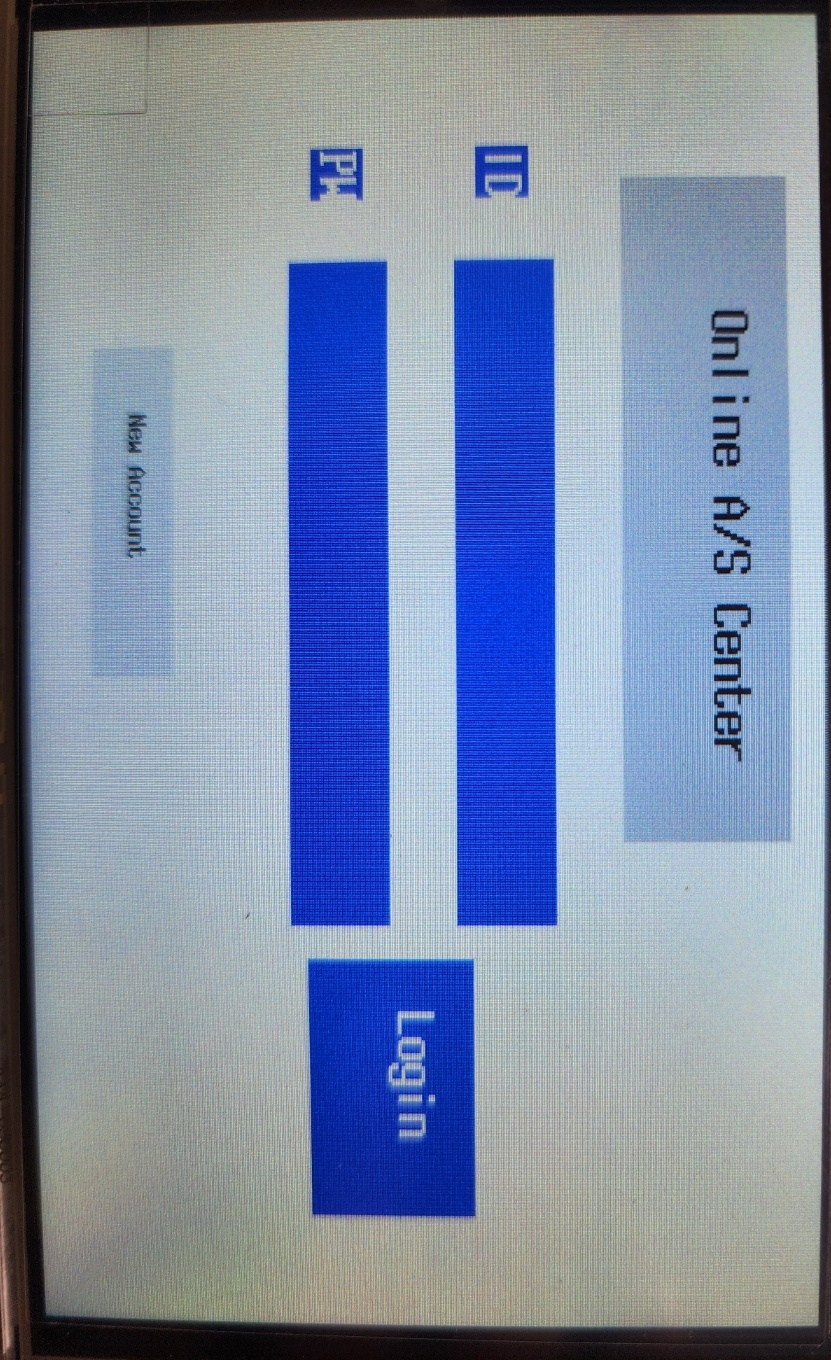 Online A/S Center
ID
PW
Login
New Account